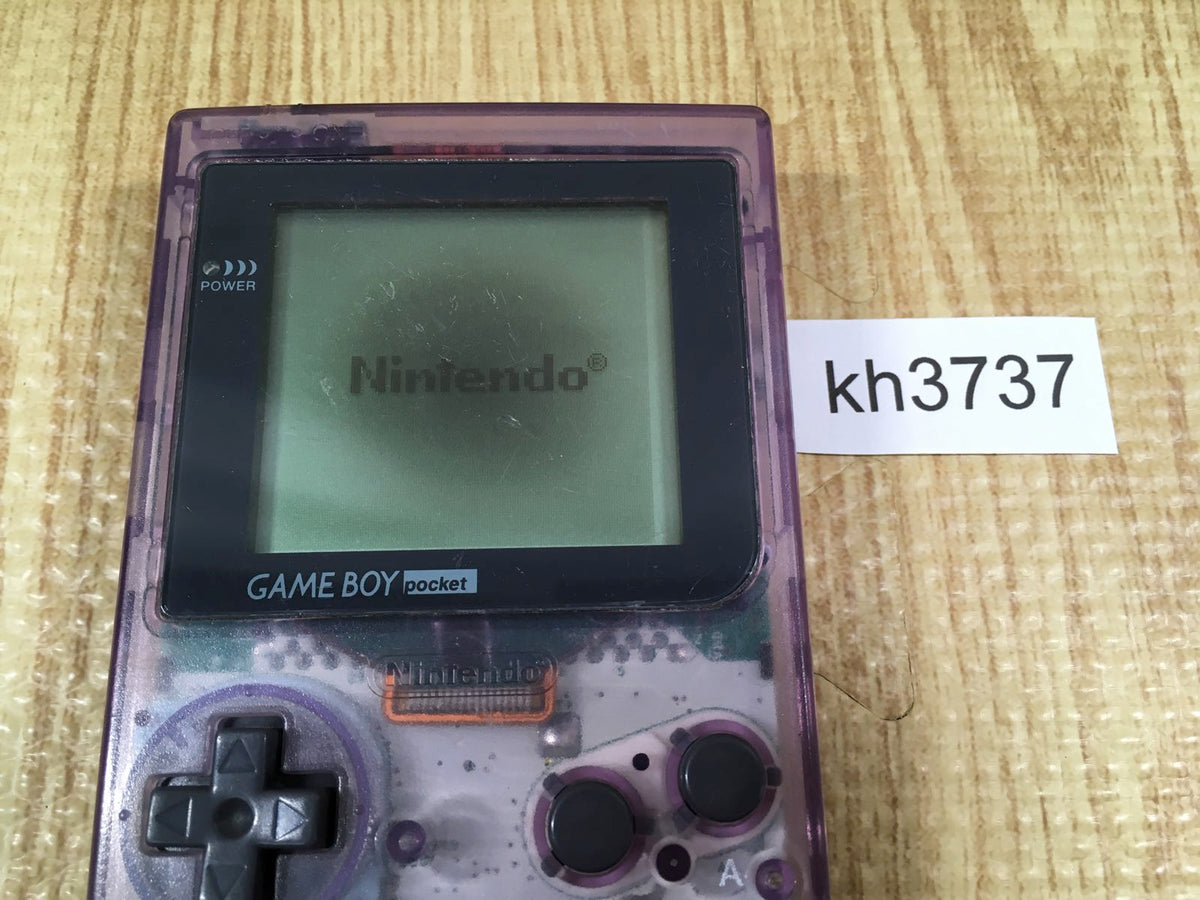 POWER
Nintendo®
kh3737
GAME BOY pocket
Nintendo
A